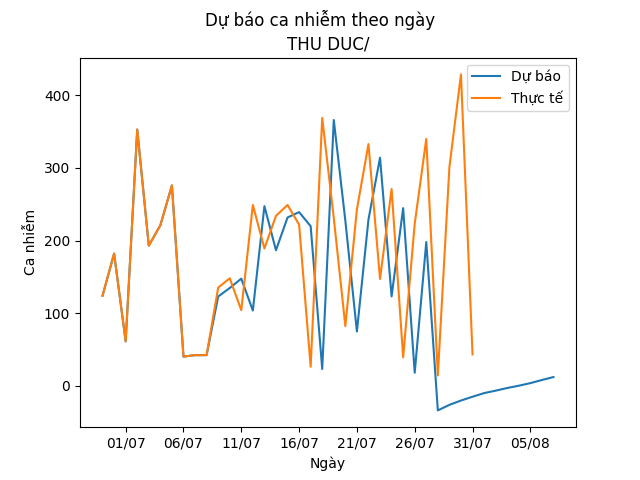 Dự báo ca nhiễm theo ngày
THU DUC/
Dự báo
Thực tế
Ca nhiễm
400
300
200
100
0
01/07 06/07 11/07 16/07 21/07 26/07 31/07 05/08
Ngày